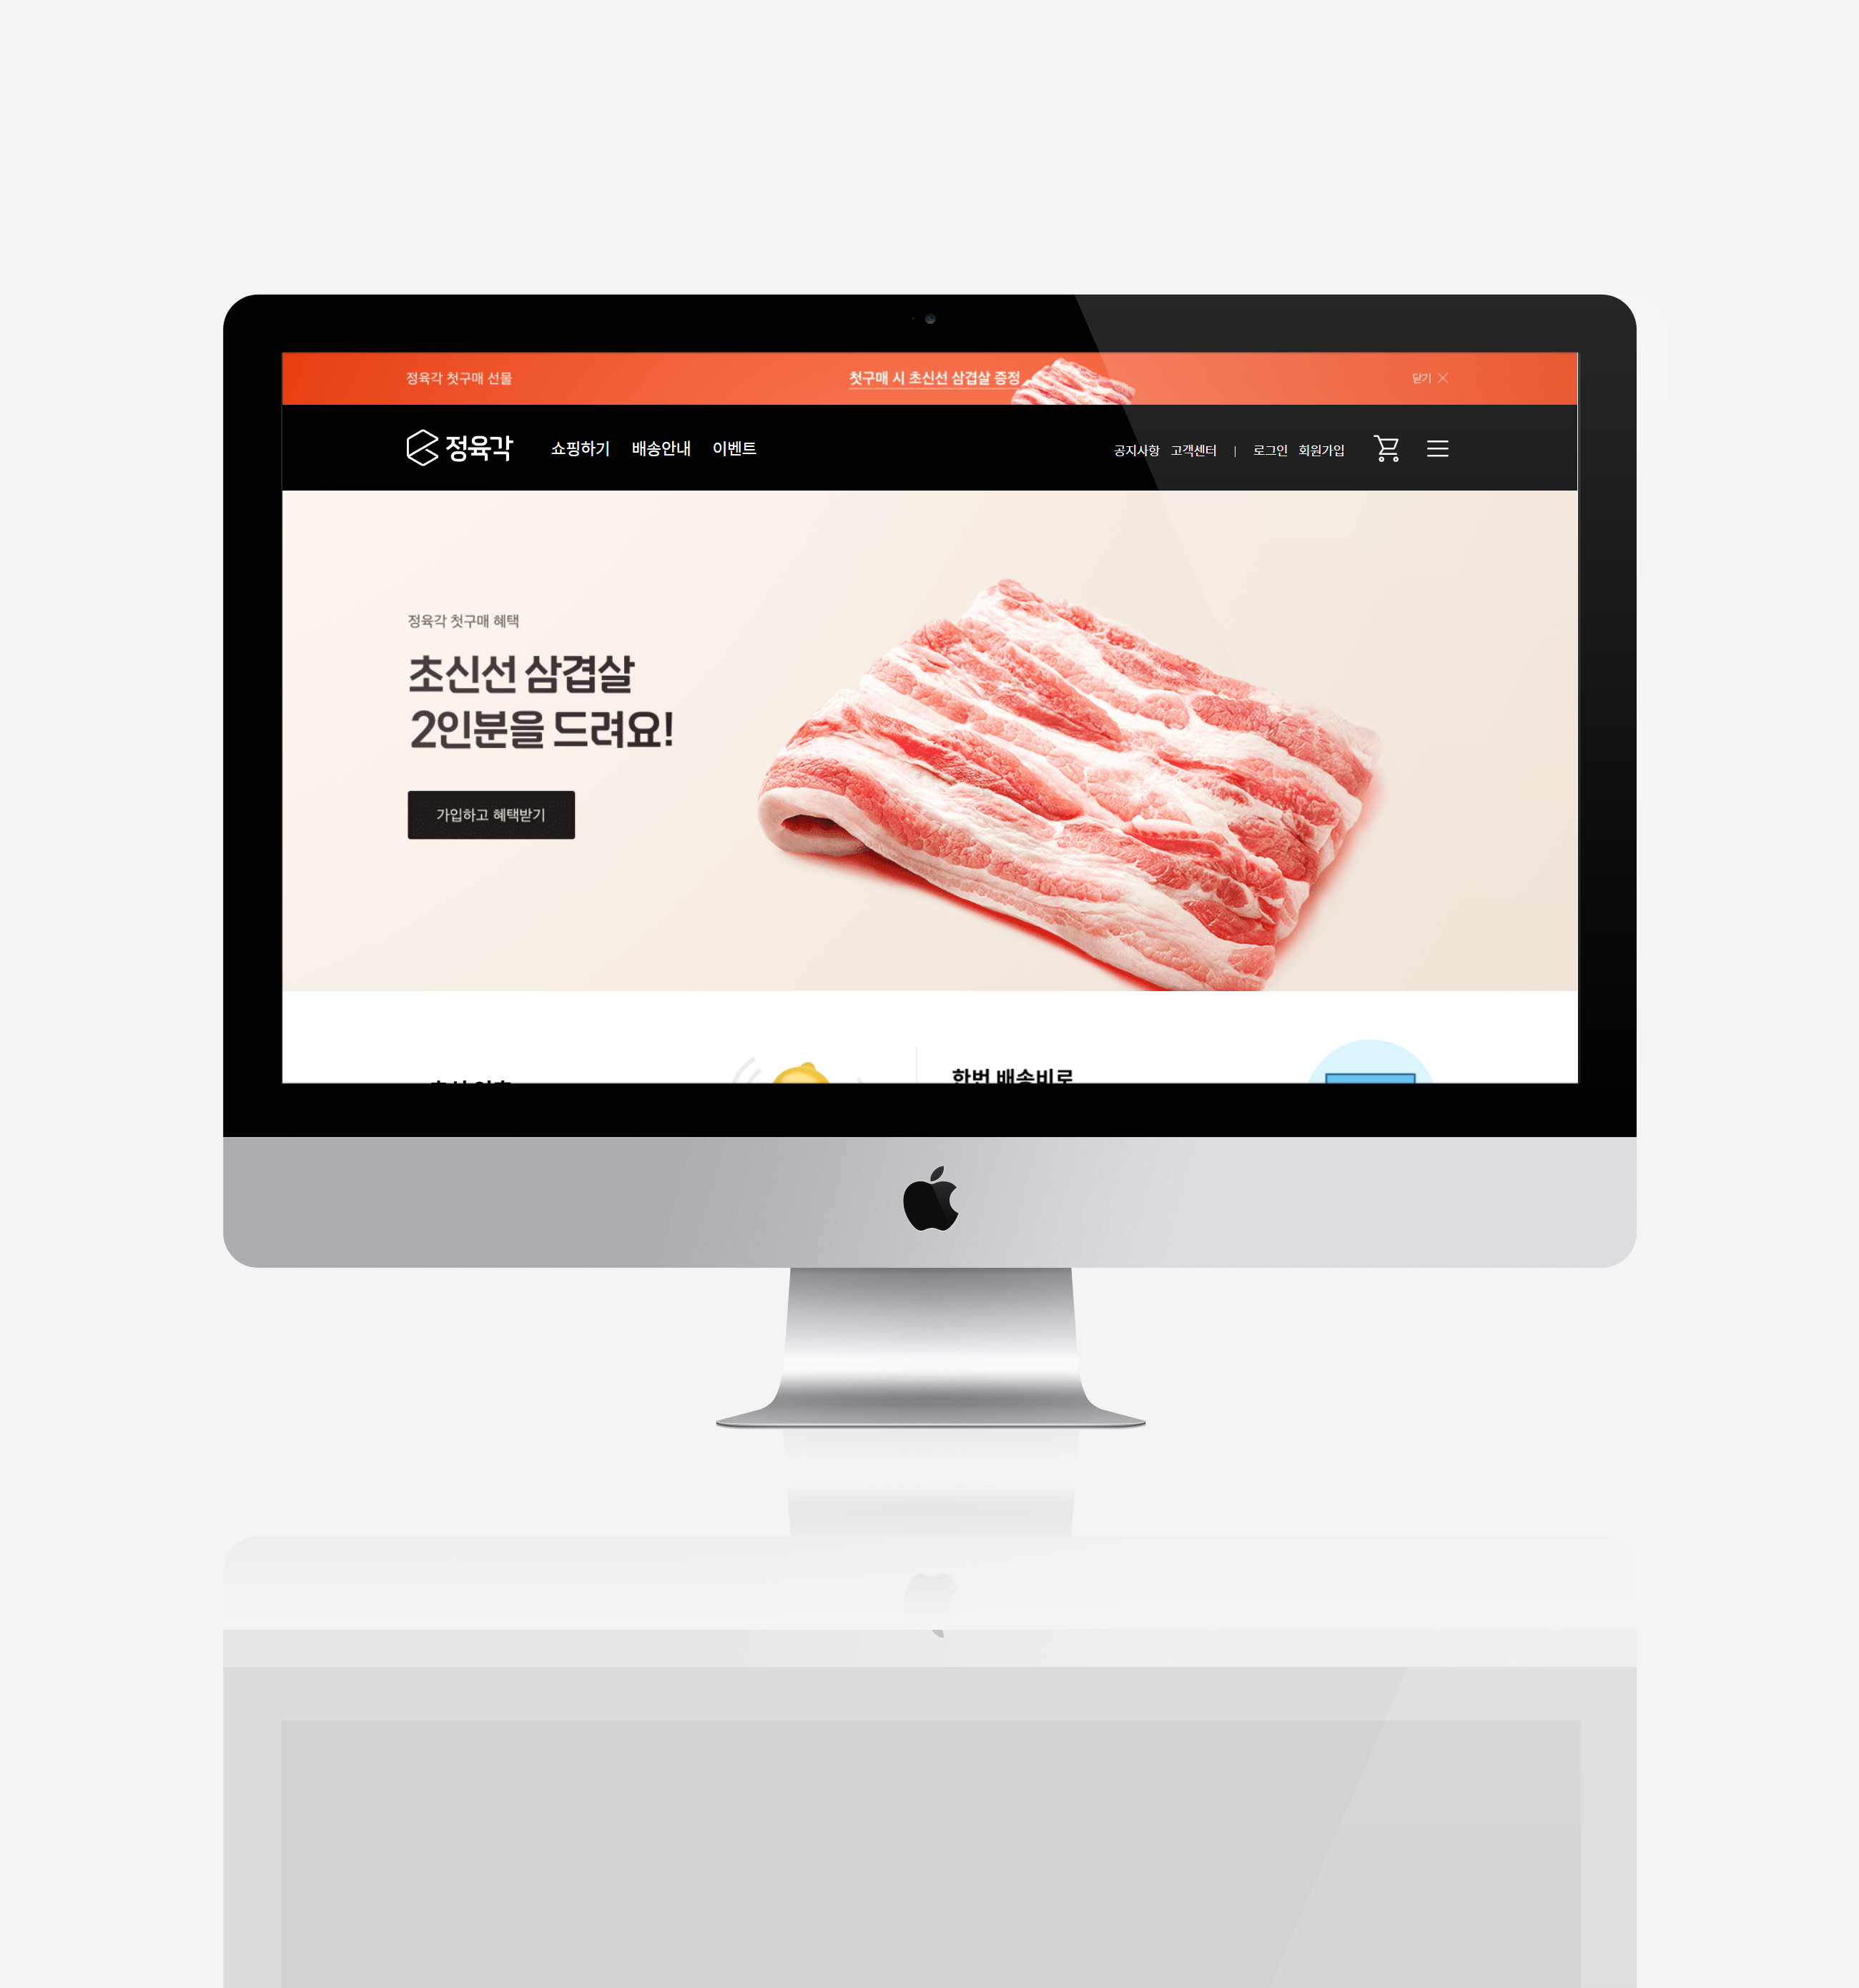 정육각 첫구매 선물
첫구매 시 초신선 삼겹살 증정
닫기
정육각 쇼핑하기 배송안내 이벤트
공지사항 고객센터 | 로그인 회원가입
정육각 첫구매 혜택
초신선 삼겹살
2인분을 드려요!
가입하고 혜택받기
한번 배송비로